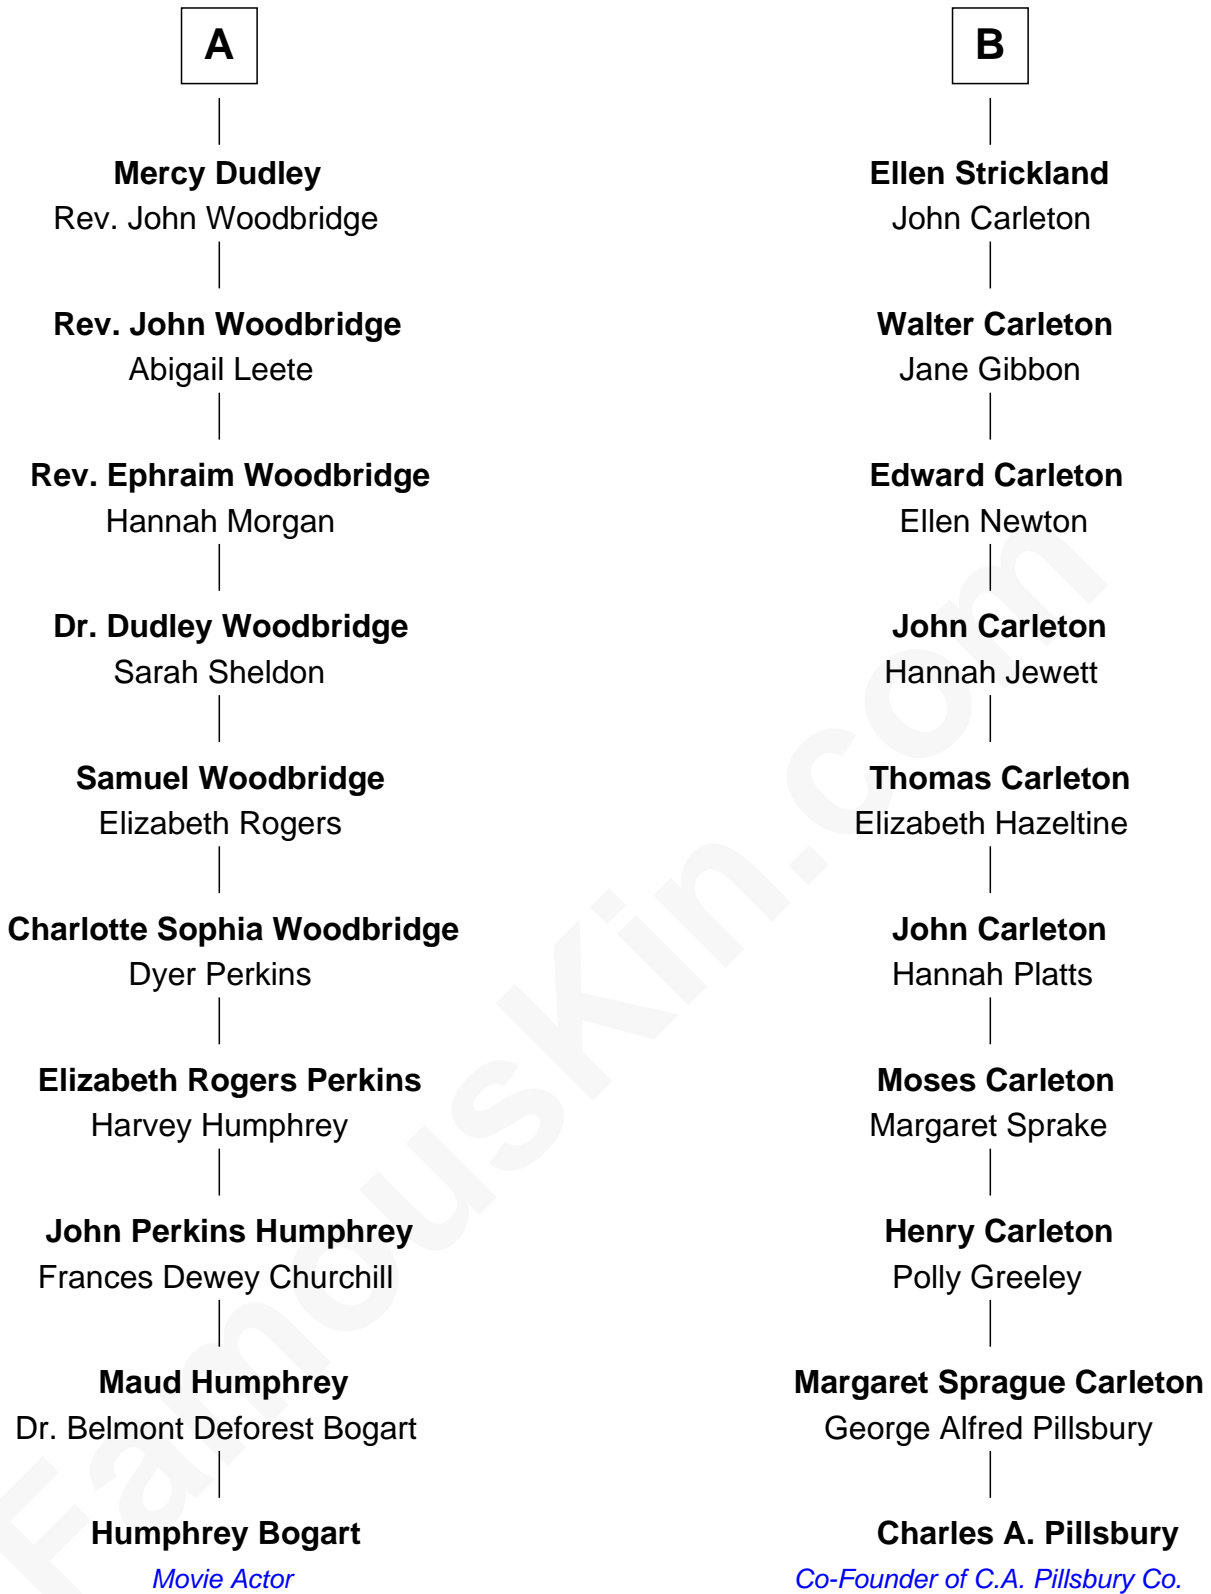 A
Mercy Dudley
Rev. John Woodbridge
Rev. John Woodbridge
Abigail Leete
Rev. Ephraim Woodbridge
Hannah Morgan
Dr. Dudley Woodbridge
Sarah Sheldon
Samuel Woodbridge
Elizabeth Rogers
Charlotte Sophia Woodbridge
Dyer Perkins
Elizabeth Rogers Perkins
Harvey Humphrey
John Perkins Humphrey
Frances Dewey Churchill
Maud Humphrey
Dr. Belmont Deforest Bogart
Humphrey Bogart
Movie Actor
B
Ellen Strickland
John Carleton
Walter Carleton
Jane Gibbon
Edward Carleton
Ellen Newton
John Carleton
Hannah Jewett
Thomas Carleton
Elizabeth Hazeltine
John Carleton
Hannah Platts
Moses Carleton
Margaret Sprake
Henry Carleton
Polly Greeley
Margaret Sprague Carleton
George Alfred Pillsbury
Charles A. Pillsbury
Co-Founder of C.A. Pillsbury Co.
FamousKin.com